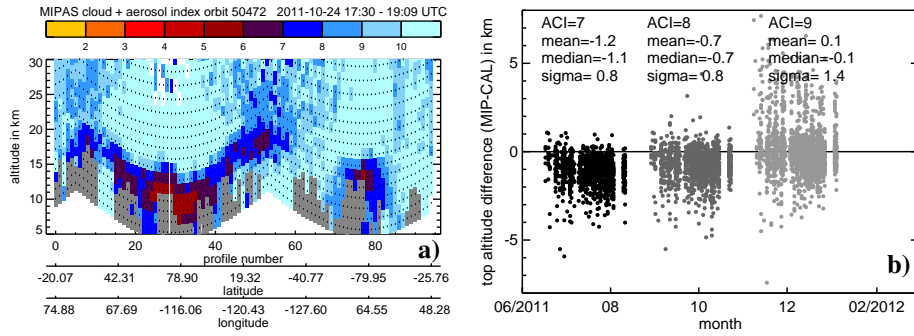 MIPAS cloud + aerosol index orbit 50472 2011-10-24 17:30 - 19:09 UTC
2 3 4 5 6 7 8 9 10
30
25
20
15
10
5
altitude in km
0 20 40 60 80
profile number
a)
-20.07 42.31 78.90 19.32 -40.77 -79.95 -25.76
latitude
74.88 67.69 -116.06 -120.43 -127.60 64.55 48.28
longitude
ACI=7
mean=-1.2
median=-1.1
sigma= 0.8
ACI=8
mean=-0.7
median=-0.7
sigma= 0.8
ACI=9
mean= 0.1
median=-0.1
sigma= 1.4
top altitude difference (MIP-CAL) in km
5
0
-5
b)
06/2011 08 10 12 02/2012
month